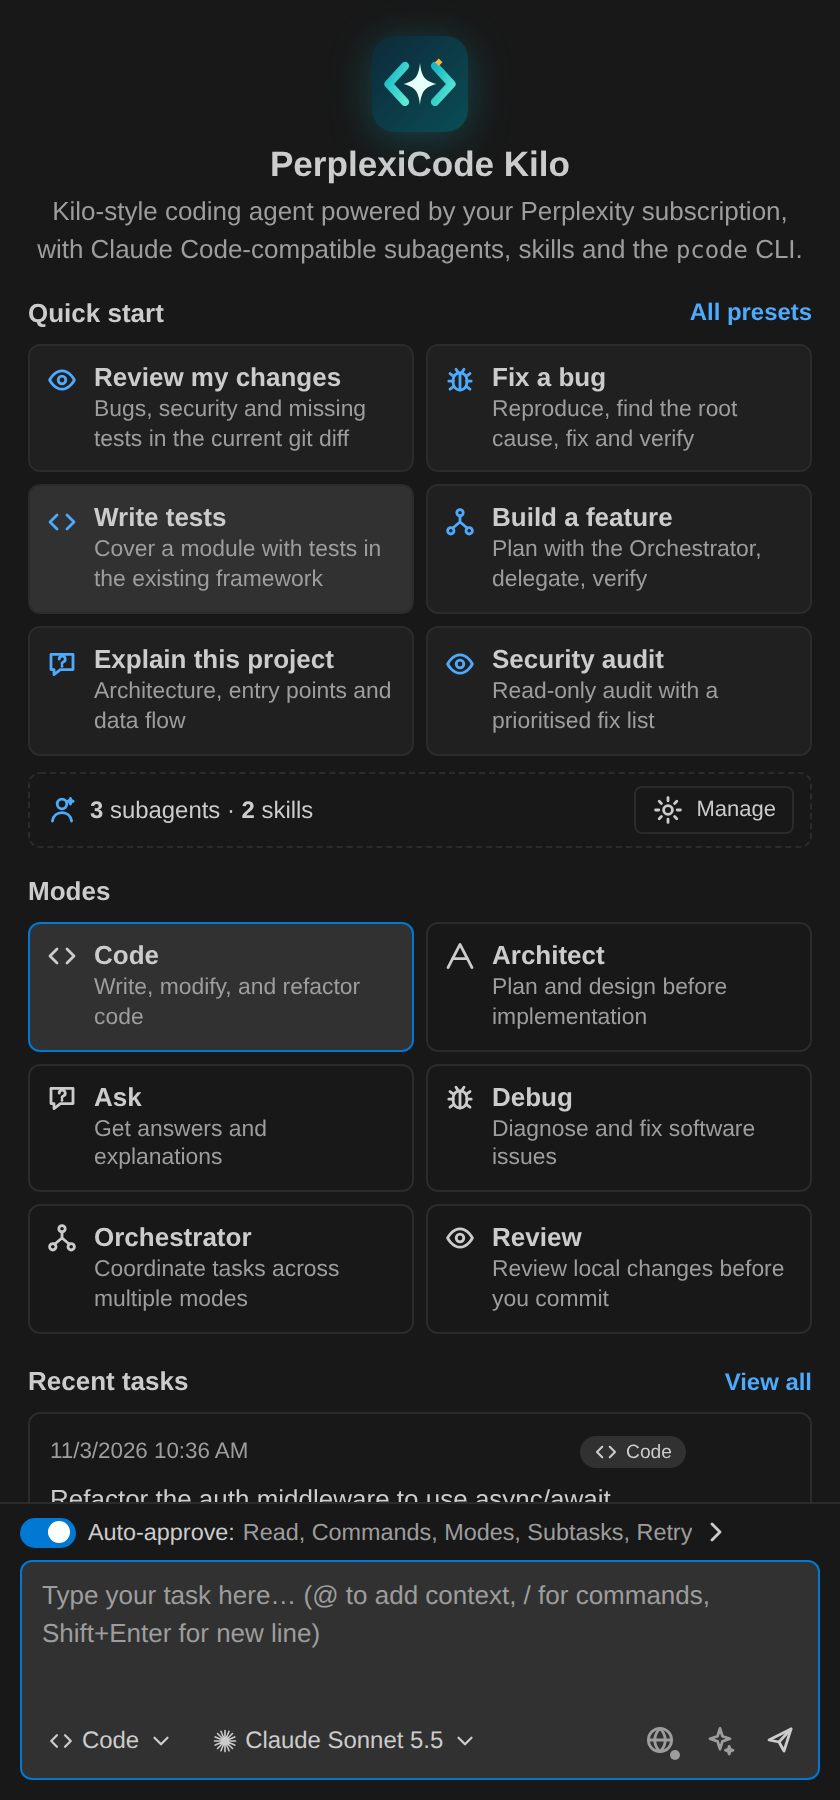 PerplexiCode Kilo
Kilo-style coding agent powered by your Perplexity subscription,
with Claude Code-compatible subagents, skills and the pcode CLI.
Quick start
All presets
Review my changes
Bugs, security and missing
tests in the current git diff
Fix a bug
Reproduce, find the root
cause, fix and verify
Write tests
Cover a module with tests in
the existing framework
Build a feature
Plan with the Orchestrator,
delegate, verify
Explain this project
Architecture, entry points and
data flow
Security audit
Read-only audit with a
prioritised fix list
3 subagents · 2 skills
Manage
Modes
Code
Write, modify, and refactor
code
Architect
Plan and design before
implementation
Ask
Get answers and
explanations
Debug
Diagnose and fix software
issues
Orchestrator
Coordinate tasks across
multiple modes
Review
Review local changes before
you commit
Recent tasks
View all
11/3/2026 10:36 AM
Code
Refactor the auth middleware to use async/await
Auto-approve: Read, Commands, Modes, Subtasks, Retry
Type your task here… (@ to add context, / for commands,
Shift+Enter for new line)
Code
Claude Sonnet 5.5